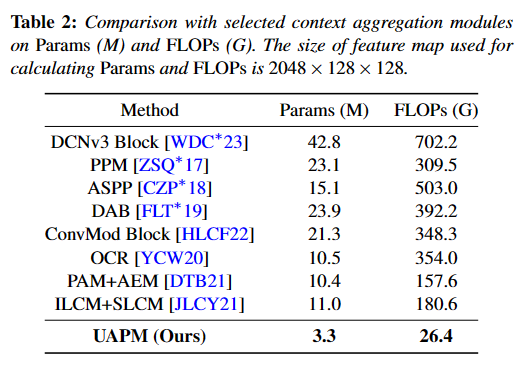 Table 2: Comparison with selected context aggregation modules
on Params (M) and FLOPs (G). The size of feature map used for
calculating Params and FLOPs is 2048 × 128 × 128.
Method Params (M) FLOPs (G)
DCNv3 Block [WDC*23] 42.8 702.2
PPM [ZSQ*17] 23.1 309.5
ASPP [CZP*18] 15.1 503.0
DAB [FLT*19] 23.9 392.2
ConvMod Block [HLCF22] 21.3 348.3
OCR [YCW20] 10.5 354.0
PAM+AEM [DTB21] 10.4 157.6
ILCM+SLCM [JLCY21] 11.0 180.6
UAPM (Ours) 3.3 26.4